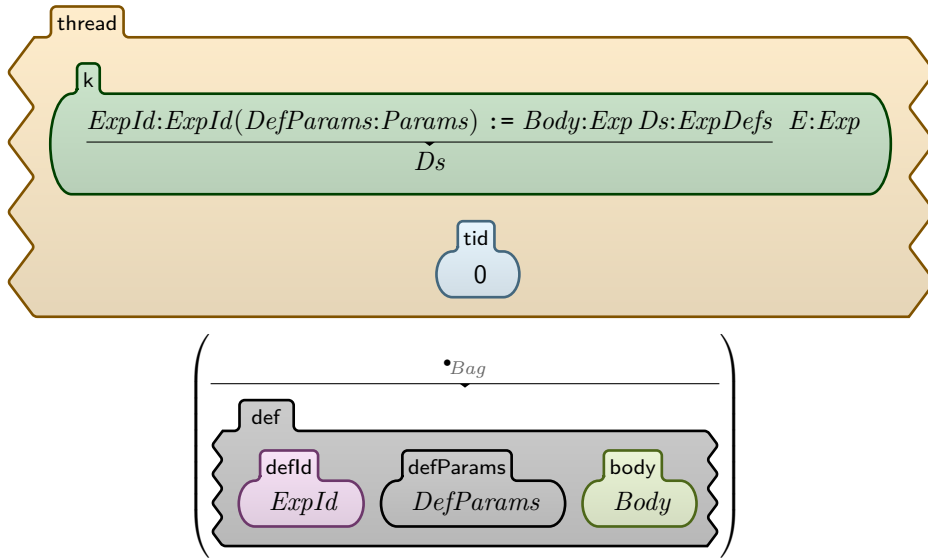 thread
k
ExpId:ExpId(DefParams:Params) := Body:Exp Ds:ExpDefs E:Exp
Ds
tid
0
•Bag
def
defId defParams body
ExpId DefParams Body